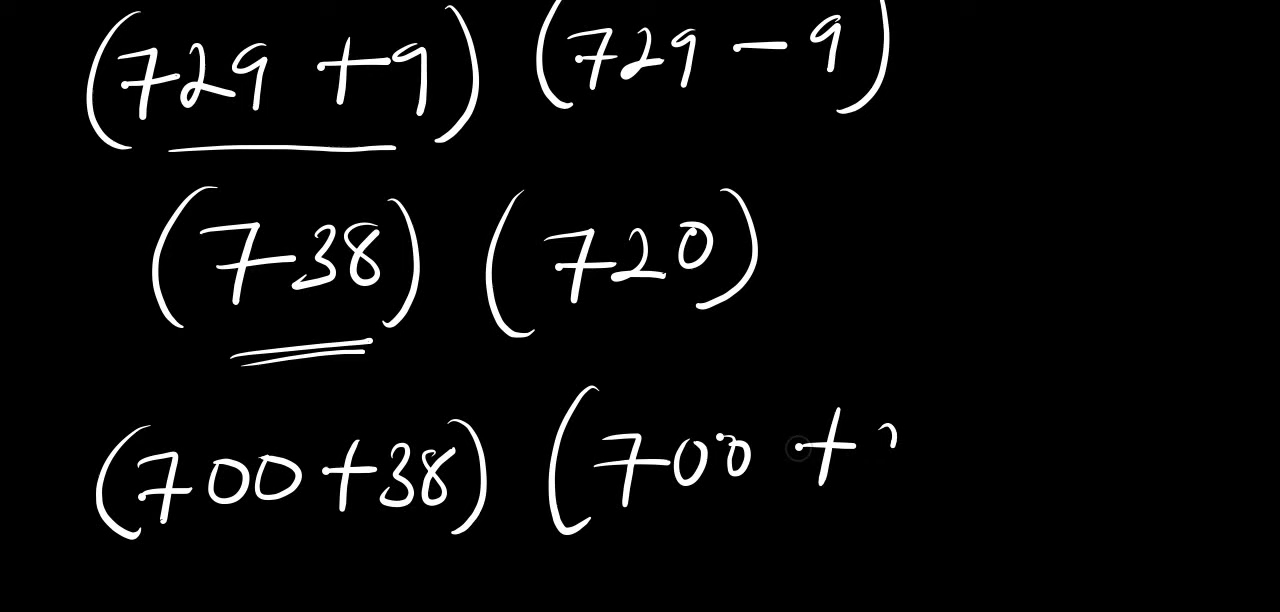 (729 + 9) (729 - 9)
(738) (720)
(700 + 38) (700 +